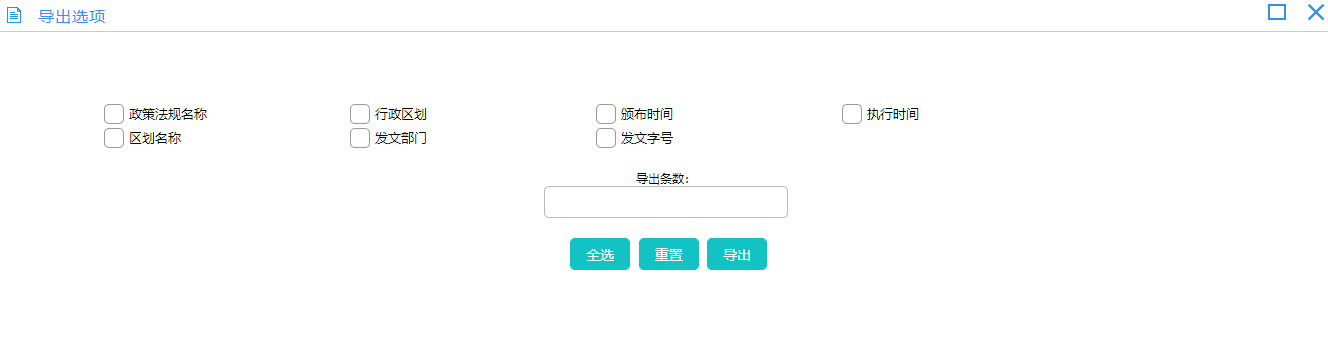 导出选项
政策法规名称 行政区划 颁布时间 执行时间
区划名称 发文部门 发文字号
导出条数:
全选 重置 导出